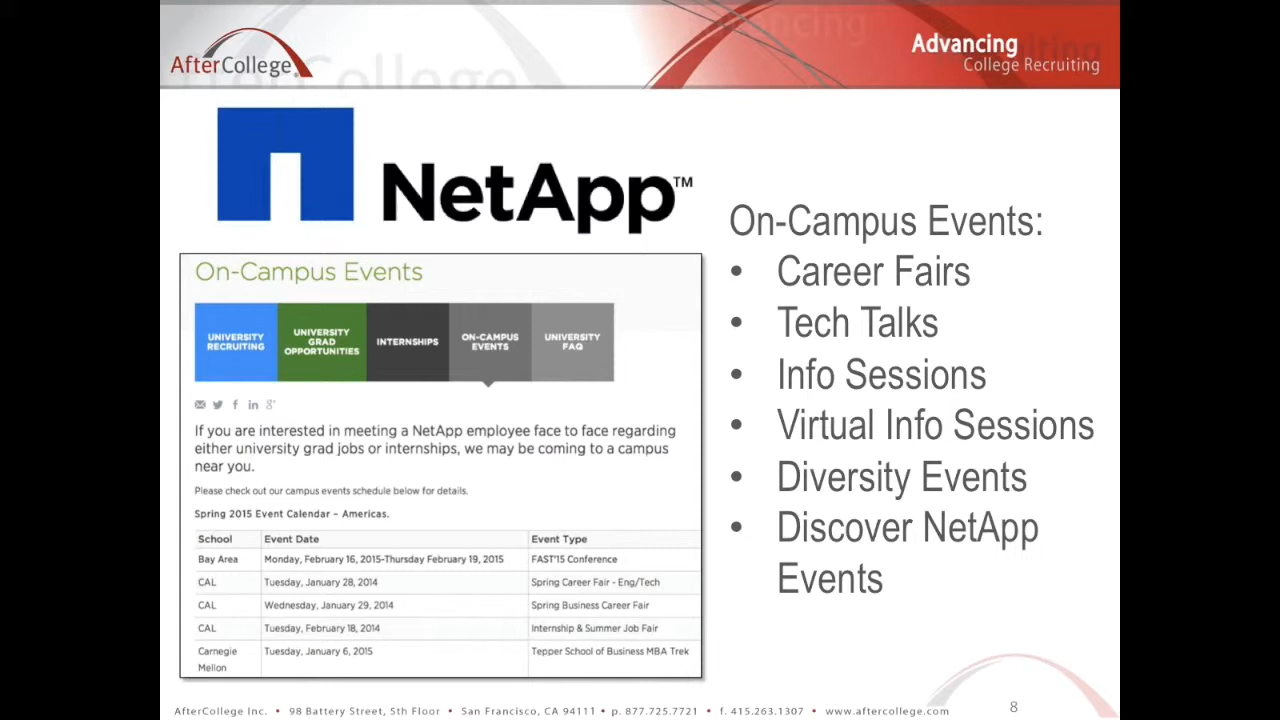 AfterCollege
Advancing
College Recruiting
NetApp™
On-Campus Events
UNIVERSITY
RECRUITING
UNIVERSITY
GRAD
OPPORTUNITIES
INTERNSHIPS
ON-CAMPUS
EVENTS
UNIVERSITY
FAQ
If you are interested in meeting a NetApp employee face to face regarding
either university grad jobs or internships, we may be coming to a campus
near you.
Please check out our campus events schedule below for details.
Spring 2015 Event Calendar – Americas.
School Event Date Event Type
Bay Area Monday, February 16, 2015-Thursday February 19, 2015 FAST'15 Conference
CAL Tuesday, January 28, 2014 Spring Career Fair - Eng/Tech
CAL Wednesday, January 29, 2014 Spring Business Career Fair
CAL Tuesday, February 18, 2014 Internship & Summer Job Fair
Carnegie Tuesday, January 6, 2015 Tepper School of Business MBA Trek
Mellon
On-Campus Events:
• Career Fairs
• Tech Talks
• Info Sessions
• Virtual Info Sessions
• Diversity Events
• Discover NetApp
Events
AfterCollege Inc. • 98 Battery Street, 5th Floor • San Francisco, CA 94111 • p. 877.725.7721 • f. 415.263.1307 • www.aftercollege.com
8